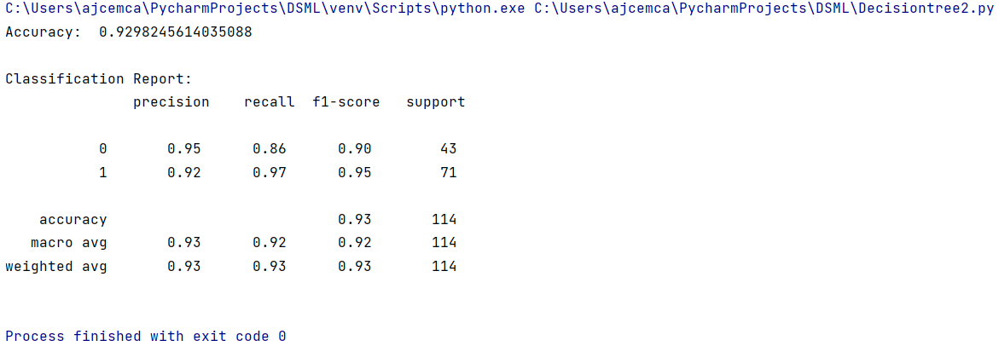 C:\Users\ajcemca\PycharmProjects\DSML\venv\Scripts\python.exe C:\Users\ajcemca\PycharmProjects\DSML\Decisiontree2.py
Accuracy:  0.9298245614035088

Classification Report:
               precision    recall  f1-score   support

           0       0.95      0.86      0.90        43
           1       0.92      0.97      0.95        71

    accuracy                           0.93       114
   macro avg       0.93      0.92      0.92       114
weighted avg       0.93      0.93      0.93       114

Process finished with exit code 0